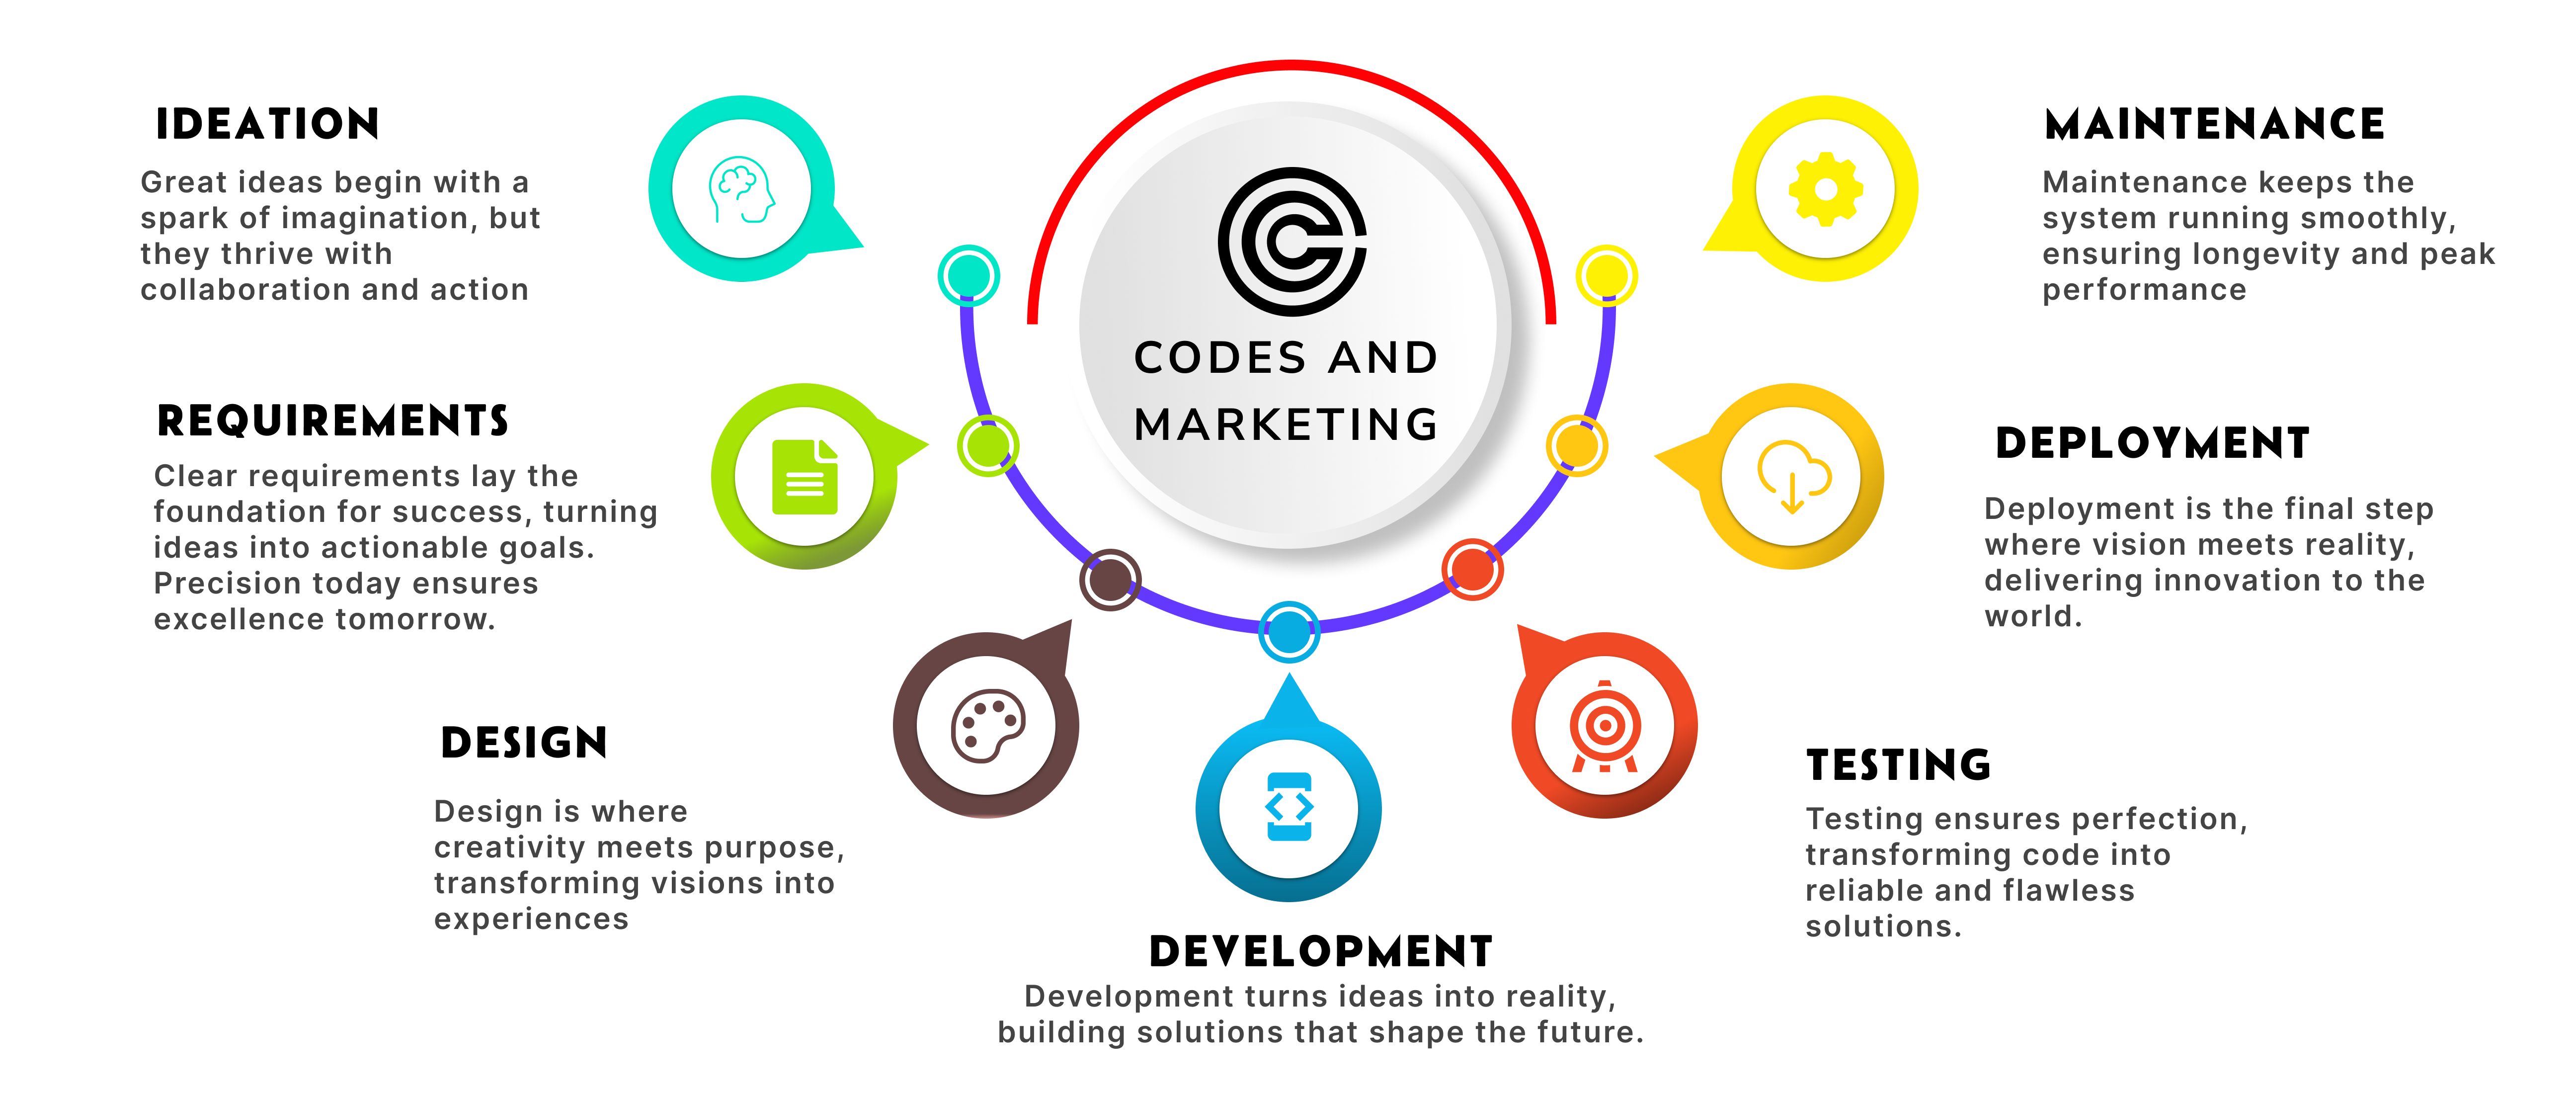 IDEATION
Great ideas begin with a
spark of imagination, but
they thrive with
collaboration and action
REQUIREMENTS
Clear requirements lay the
foundation for success, turning
ideas into actionable goals.
Precision today ensures
excellence tomorrow.
DESIGN
Design is where
creativity meets purpose,
transforming visions into
experiences
CODES AND
MARKETING
DEVELOPMENT
Development turns ideas into reality,
building solutions that shape the future.
MAINTENANCE
Maintenance keeps the
system running smoothly,
ensuring longevity and peak
performance
DEPLOYMENT
Deployment is the final step
where vision meets reality,
delivering innovation to the
world.
TESTING
Testing ensures perfection,
transforming code into
reliable and flawless
solutions.